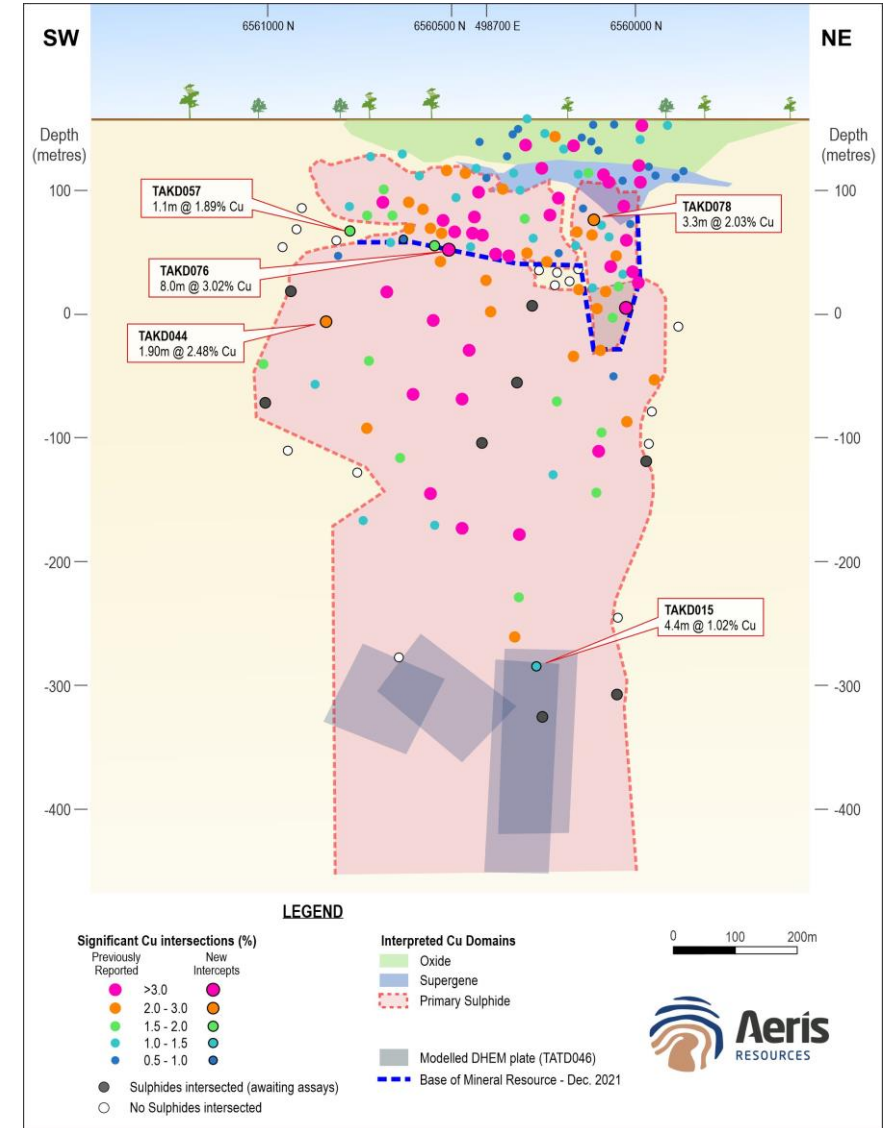 6561000 N
6560500 N
498700 E
6560000 N
SW
NE
Depth
(metres)
Depth
(metres)
100
100
0
0
-100
-100
-200
-200
-300
-300
-400
-400
TAKD057
1.1m @ 1.89% Cu
TAKD078
3.3m @ 2.03% Cu
TAKD076
8.0m @ 3.02% Cu
TAKD044
1.90m @ 2.48% Cu
TAKD015
4.4m @ 1.02% Cu
LEGEND
Significant Cu intersections (%)
Previously
Reported
New
Intercepts
>3.0
2.0 - 3.0
1.5 - 2.0
1.0 - 1.5
0.5 - 1.0
Sulphides intersected (awaiting assays)
No Sulphides intersected
Interpreted Cu Domains
Oxide
Supergene
Primary Sulphide
Modelled DHEM plate (TATD046)
Base of Mineral Resource - Dec. 2021
0 100 200m
Aeris
RESOURCES